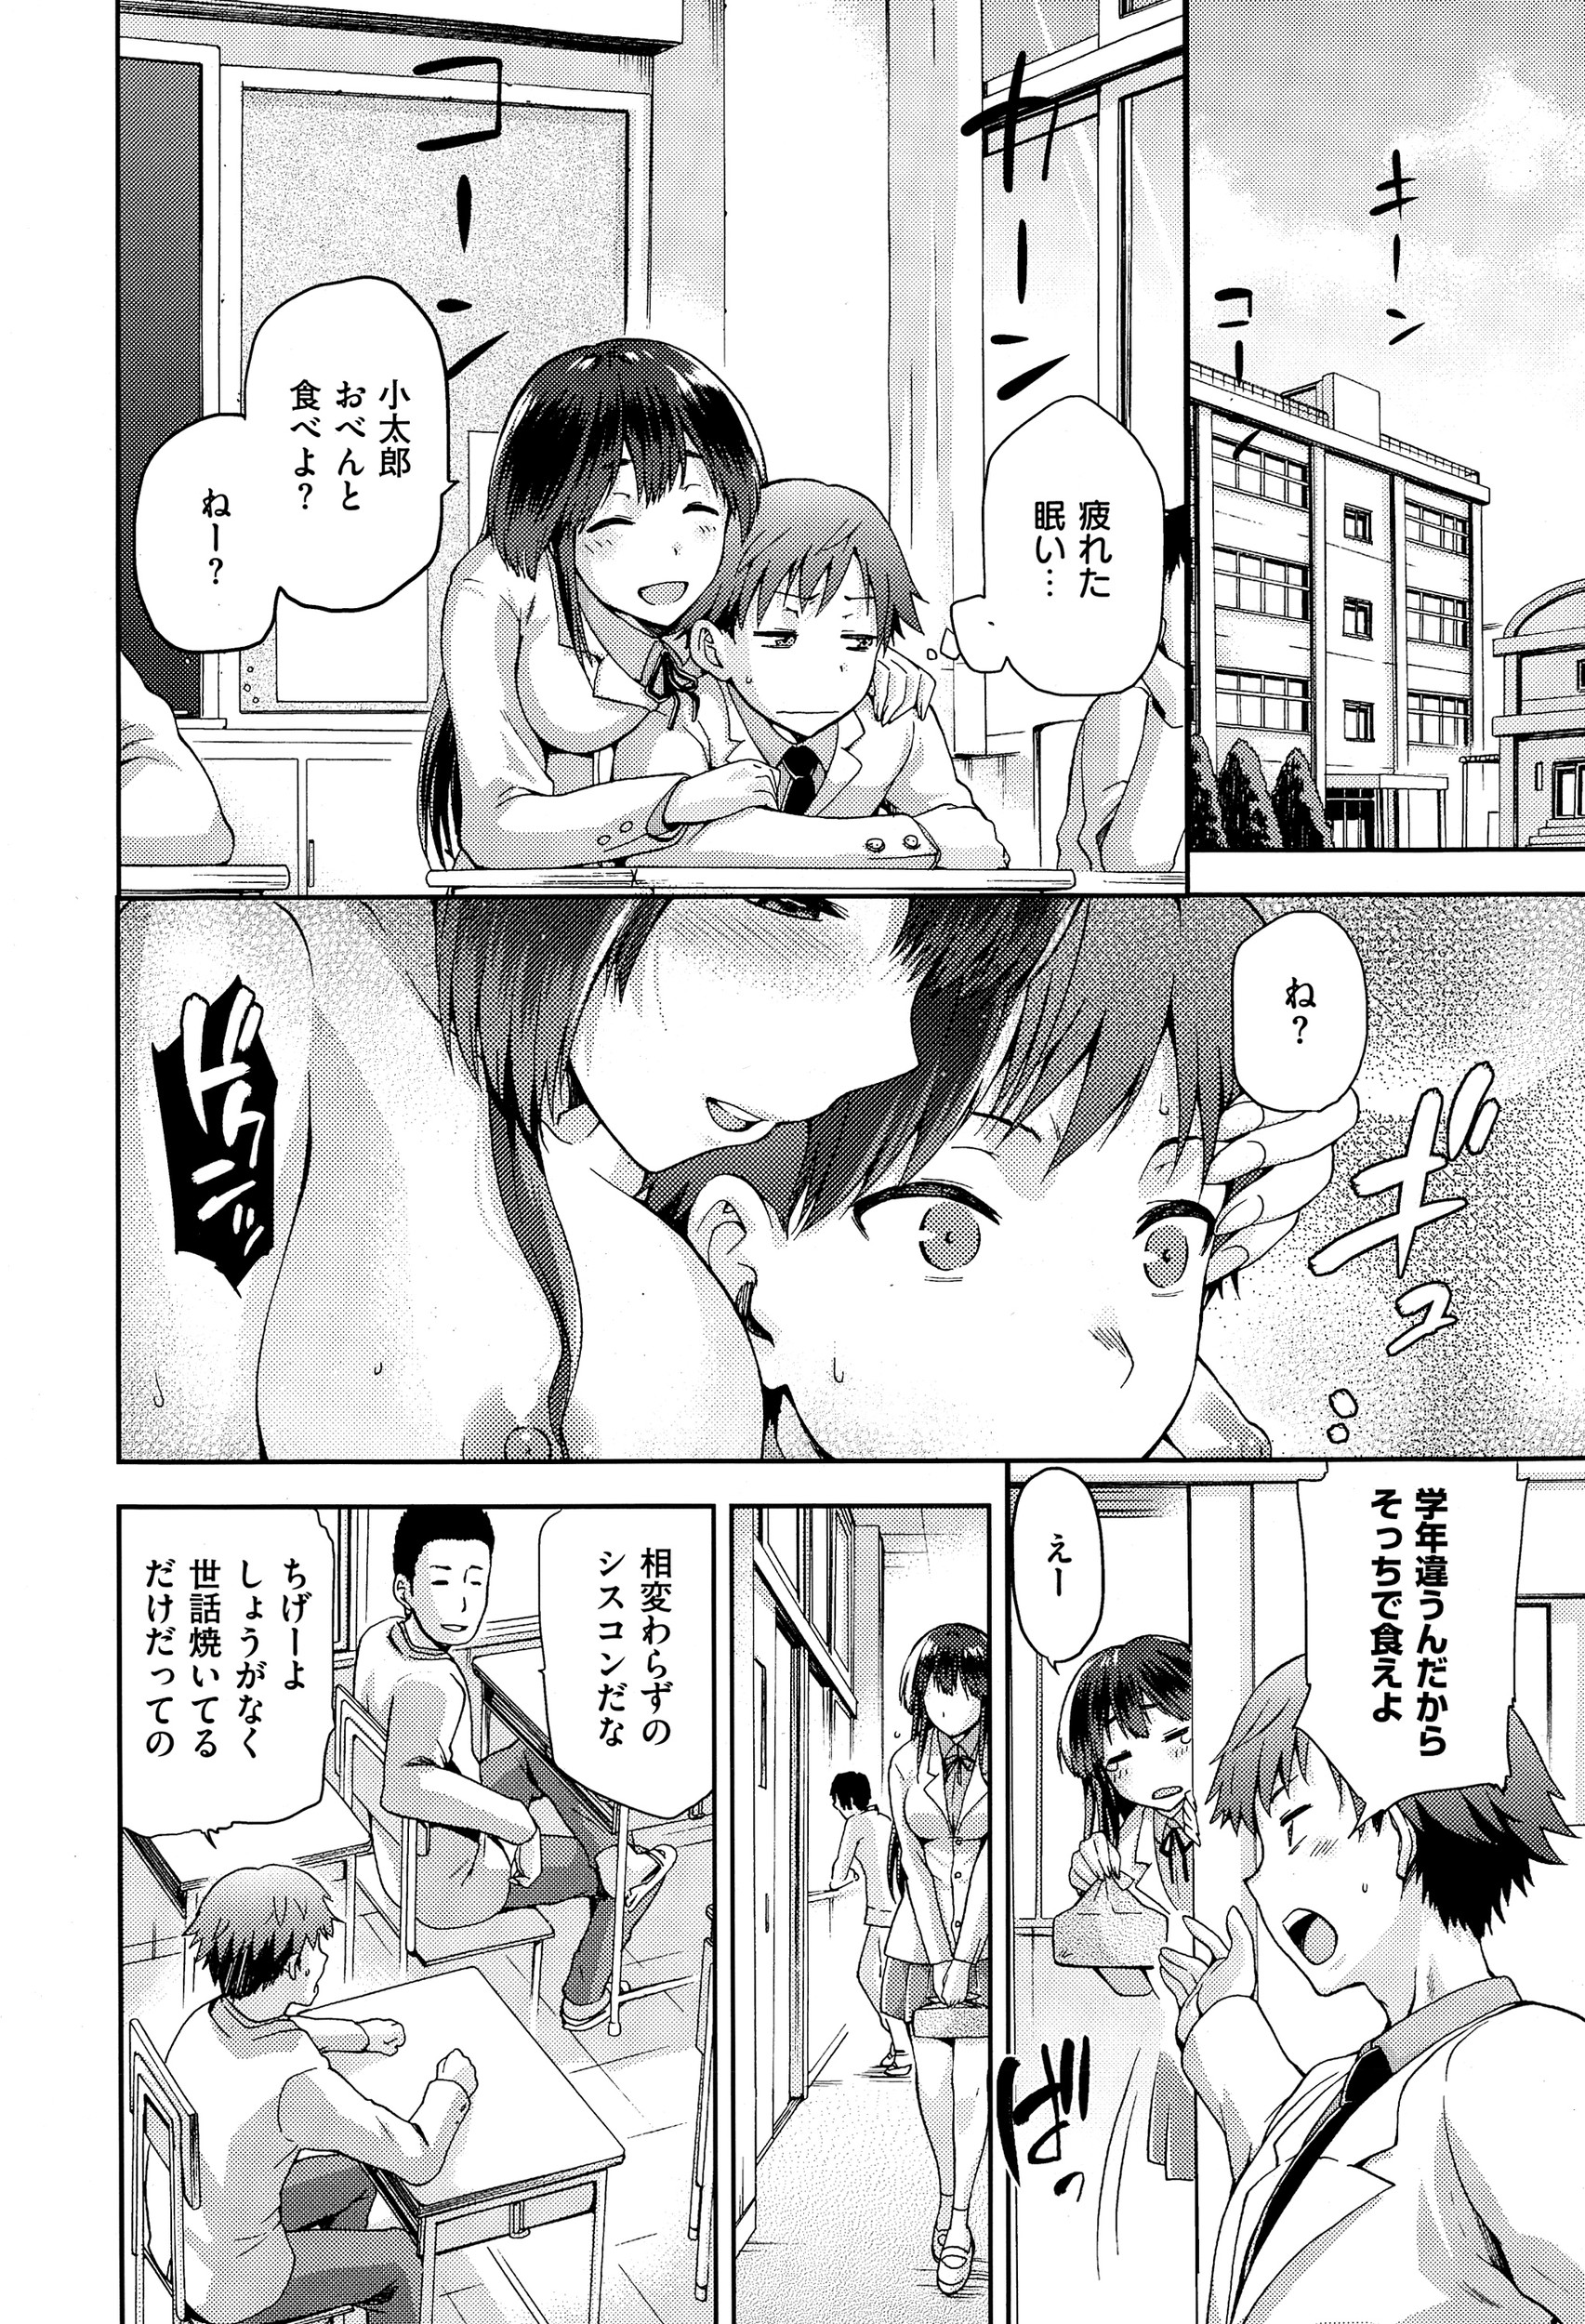 キーン
コー
キーン
コーン
疲れた
眠い…
小太郎
おべんと
食べよ?
ねー?
ね?
ギュ
ドクンッ
学年違うんだから
そっちで食えよ
えー
ばっ
相変わらずの
シスコンだな
ちげーよ
しょうがなく
世話焼いてる
だけだっての